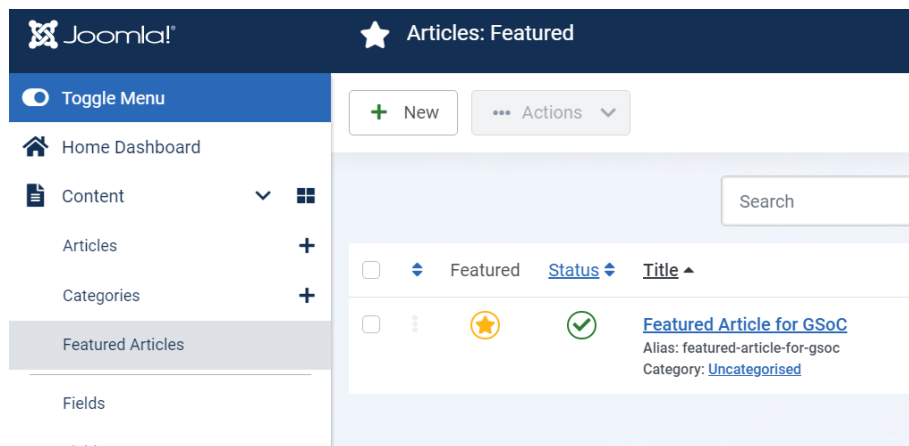 Joomla!®
Articles: Featured
Toggle Menu
New
Actions
Home Dashboard
Content
Search
Articles
Featured
Status
Title
Categories
Featured Article for GSoC
Featured Articles
Alias: featured-article-for-gsoc
Category: Uncategorised
Fields